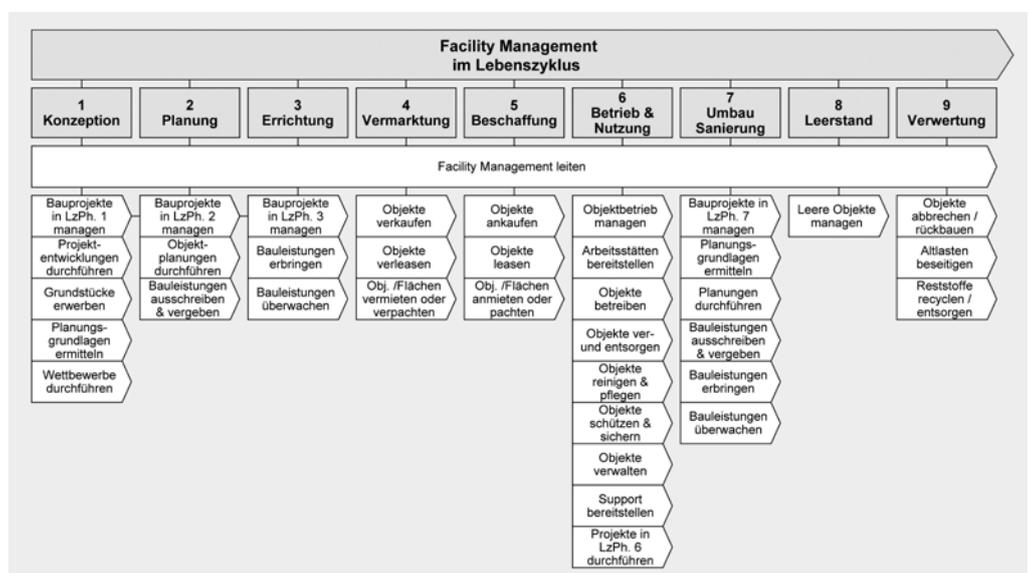 Facility Management
im Lebenszyklus
1
Konzeption
2
Planung
3
Errichtung
4
Vermarktung
5
Beschaffung
6
Betrieb &
Nutzung
7
Umbau
Sanierung
8
Leerstand
9
Verwertung
Facility Management leiten
Bauprojekte
in LzPh. 1
managen
Projekt-
entwicklungen
durchführen
Grundstücke
erwerben
Planungs-
grundlagen
ermitteln
Wettbewerbe
durchführen
Bauprojekte
in LzPh. 2
managen
Objekt-
planungen
durchführen
Bauleistungen
ausschreiben
& vergeben
Bauprojekte
in LzPh. 3
managen
Bauleistungen
erbringen
Bauleistungen
überwachen
Objekte
verkaufen
Objekte
verleasen
Obj. /Flächen
vermieten oder
verpachten
Objekte
ankaufen
Objekte
leasen
Obj. /Flächen
anmieten oder
pachten
Objektbetrieb
managen
Arbeitsstätten
bereitstellen
Objekte
betreiben
Objekte ver-
und entsorgen
Objekte
reinigen &
pflegen
Objekte
schützen &
sichern
Objekte
verwalten
Support
bereitstellen
Projekte in
LzPh. 6
durchführen
Bauprojekte in
LzPh. 7
managen
Planungs-
grundlagen
ermitteln
Planungen
durchführen
Bauleistungen
ausschreiben
& vergeben
Bauleistungen
erbringen
Bauleistungen
überwachen
Leere Objekte
managen
Objekte
abbrechen /
rückbauen
Altlasten
beseitigen
Reststoffe
recyclen /
entsorgen